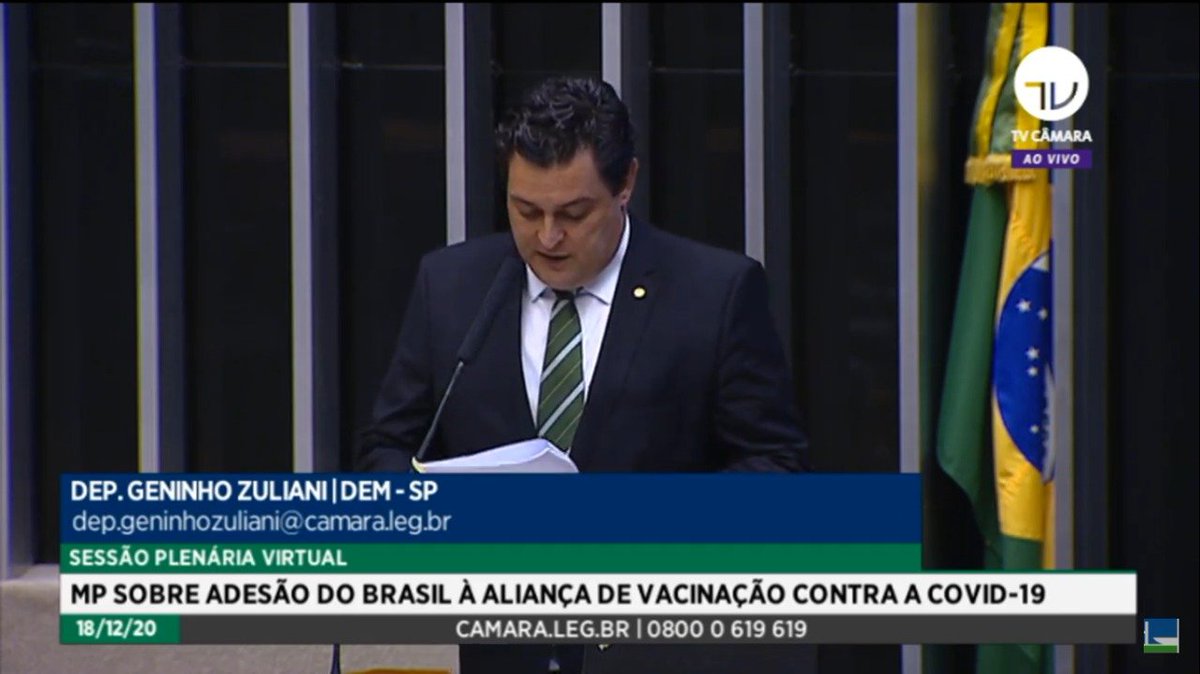 TV CÂMARA
AO VIVO
DEP. GENINHO ZULIANI | DEM - SP
dep.geninhozuliani@camara.leg.br
SESSÃO PLENÁRIA VIRTUAL
MP SOBRE ADESÃO DO BRASIL À ALIANÇA DE VACINAÇÃO CONTRA A COVID-19
18/12/20
CAMARA.LEG.BR | 0800 0 619 619